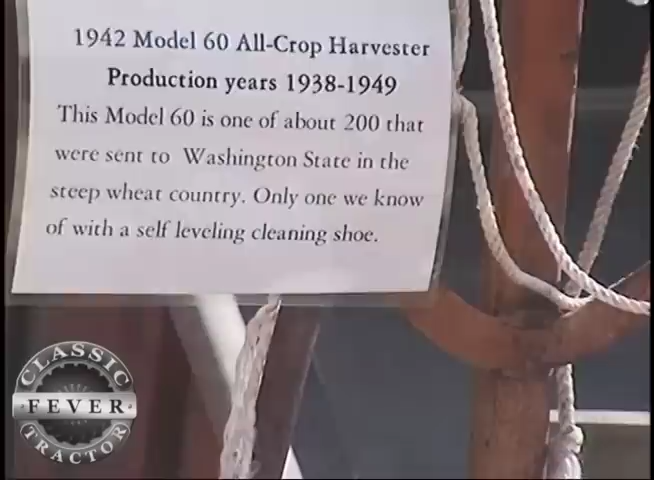 1942 Model 60 All-Crop Harvester
Production years 1938-1949
This Model 60 is one of about 200 that
were sent to Washington State in the
steep wheat country. Only one we know
of with a self leveling cleaning shoe.
CLASSIC
FEVER
TRACTOR